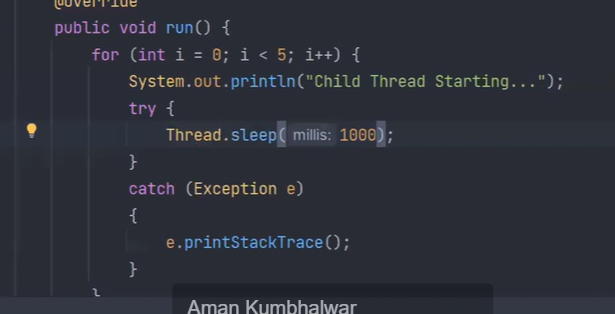 @Override
public void run() {
for (int i = 0; i < 5; i++) {
System.out.println("Child Thread Starting...");
try {
Thread.sleep( millis: 1000);
}
catch (Exception e)
{
e.printStackTrace();
}
}
Aman Kumbhalwar